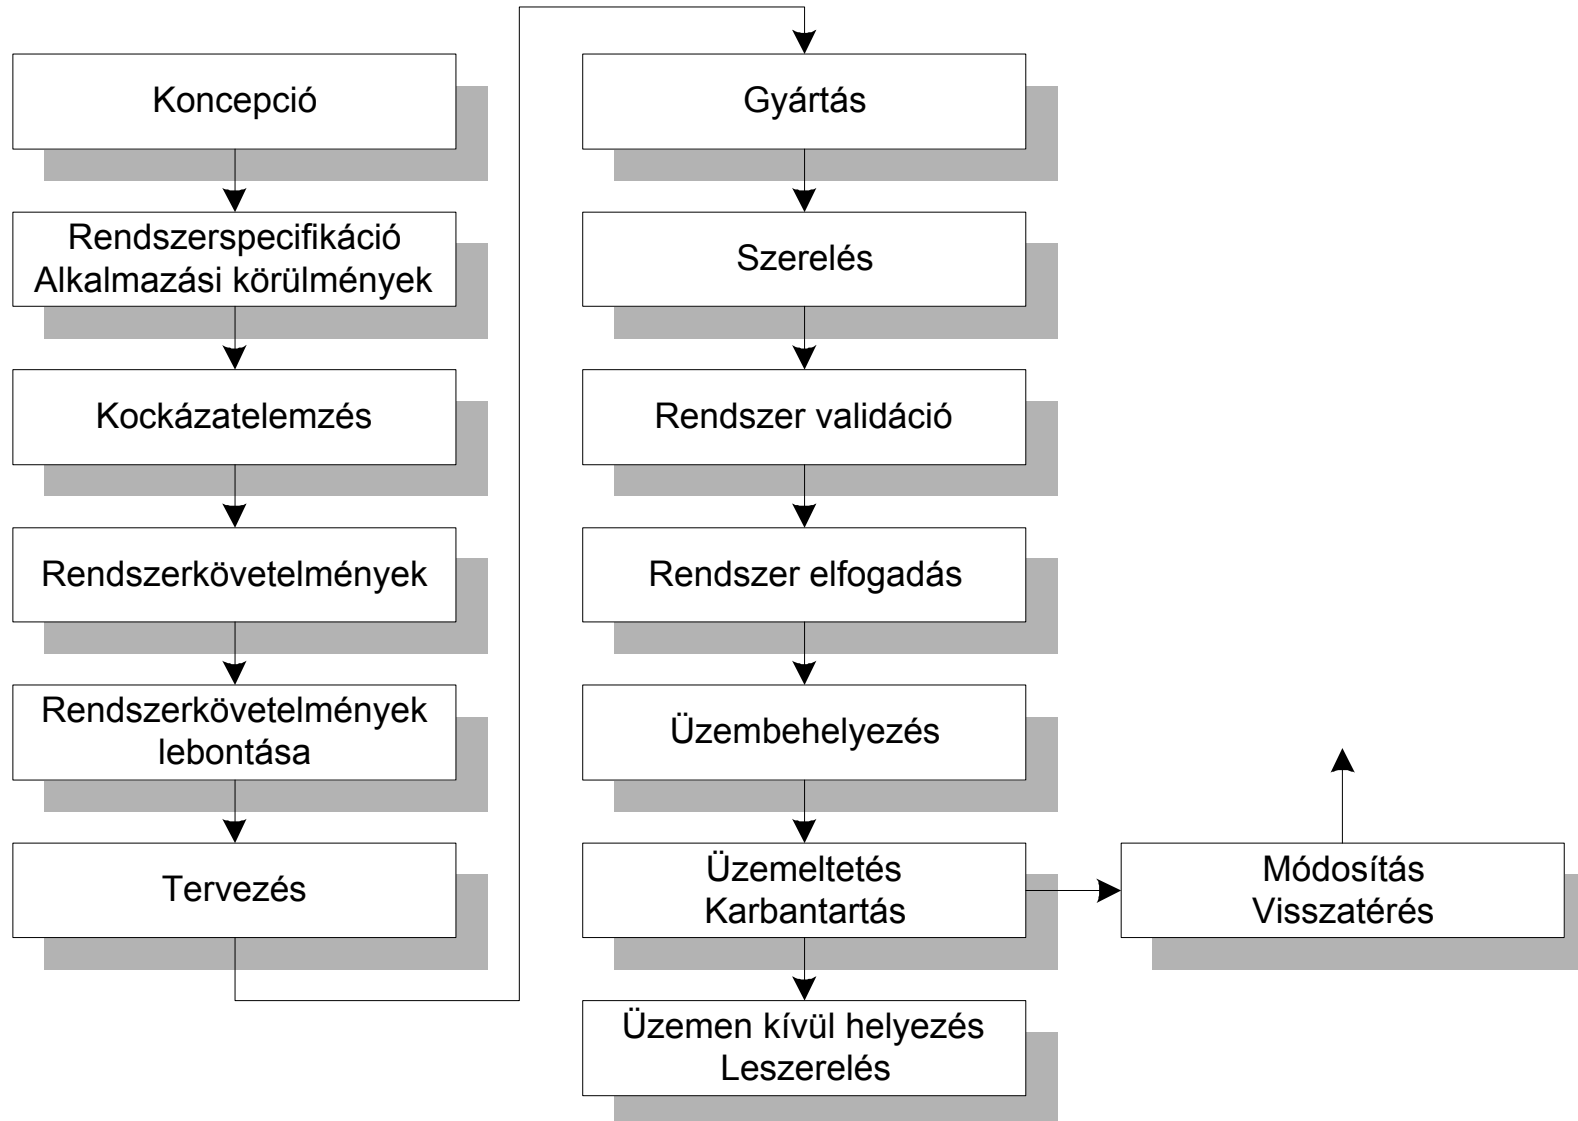 Koncepció
Rendszerspecifikáció
Alkalmazási körülmények
Kockázatelemzés
Rendszerkövetelmények
Rendszerkövetelmények
lebontása
Tervezés
Gyártás
Szerelés
Rendszer validáció
Rendszer elfogadás
Üzembehelyezés
Üzemeltetés
Karbantartás
Üzemen kívül helyezés
Leszerelés
Módosítás
Visszatérés